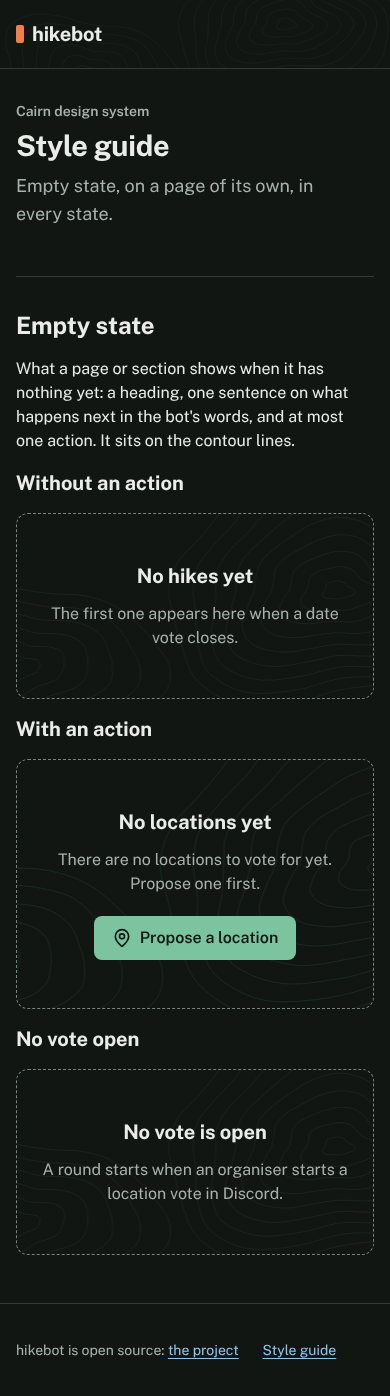 hikebot
Cairn design system
Style guide
Empty state, on a page of its own, in
every state.
Empty state
What a page or section shows when it has
nothing yet: a heading, one sentence on what
happens next in the bot's words, and at most
one action. It sits on the contour lines.
Without an action
No hikes yet
The first one appears here when a date
vote closes.
With an action
No locations yet
There are no locations to vote for yet.
Propose one first.
Propose a location
No vote open
No vote is open
A round starts when an organiser starts a
location vote in Discord.
hikebot is open source: the project Style guide